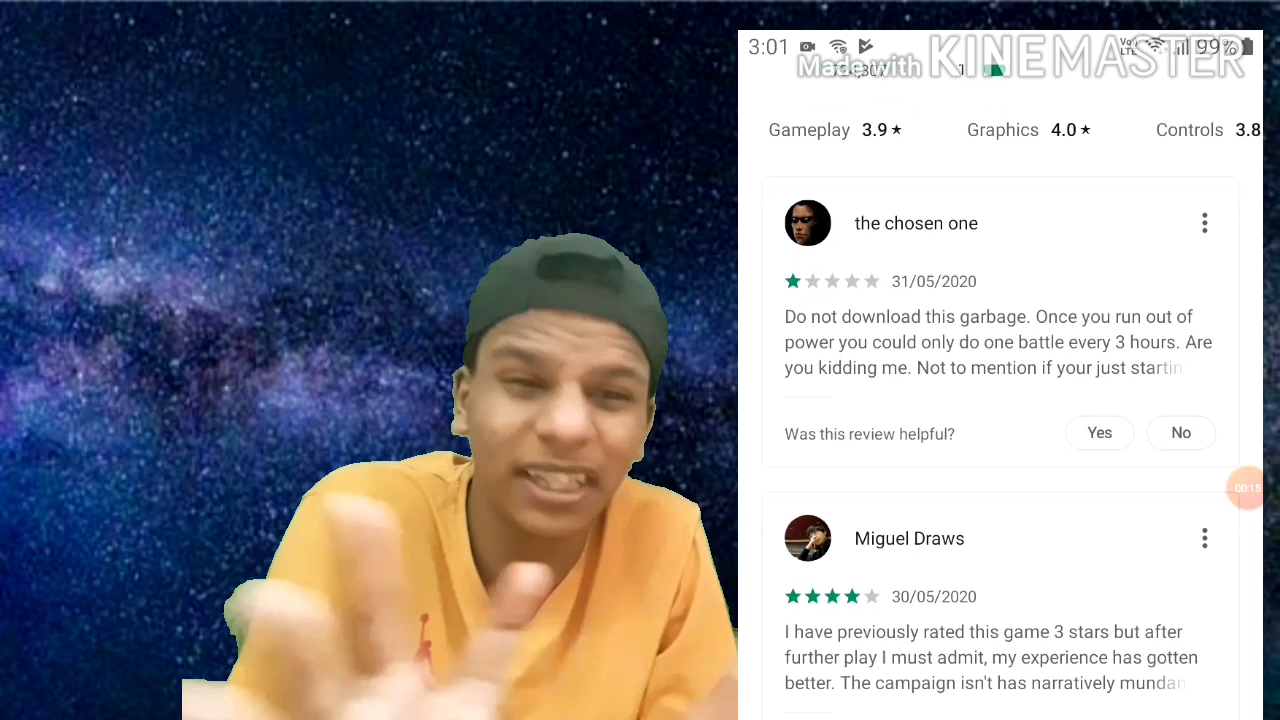 3:01
VoD LTE
99%
Made with KINEMASTER
Gameplay 3.9 ★ Graphics 4.0 ★ Controls 3.8
the chosen one
31/05/2020
Do not download this garbage. Once you run out of
power you could only do one battle every 3 hours. Are
you kidding me. Not to mention if your just startin
Was this review helpful? Yes No
00:15
Miguel Draws
30/05/2020
I have previously rated this game 3 stars but after
further play I must admit, my experience has gotten
better. The campaign isn't has narratively mundan